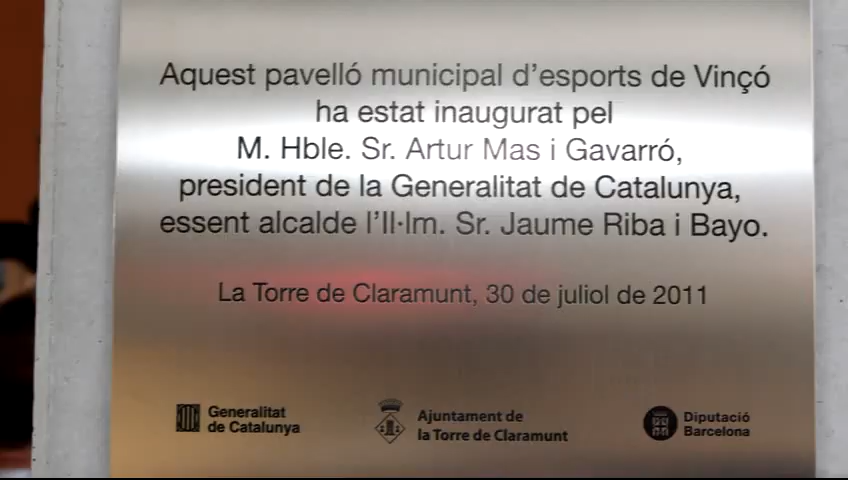 Aquest pavelló municipal d'esports de Vinçó
ha estat inaugurat pel
M. Hble. Sr. Artur Mas i Gavarró,
president de la Generalitat de Catalunya,
essent alcalde l'Il·lm. Sr. Jaume Riba i Bayo.
La Torre de Claramunt, 30 de juliol de 2011
Generalitat
de Catalunya
Ajuntament de
la Torre de Claramunt
Diputació
Barcelona